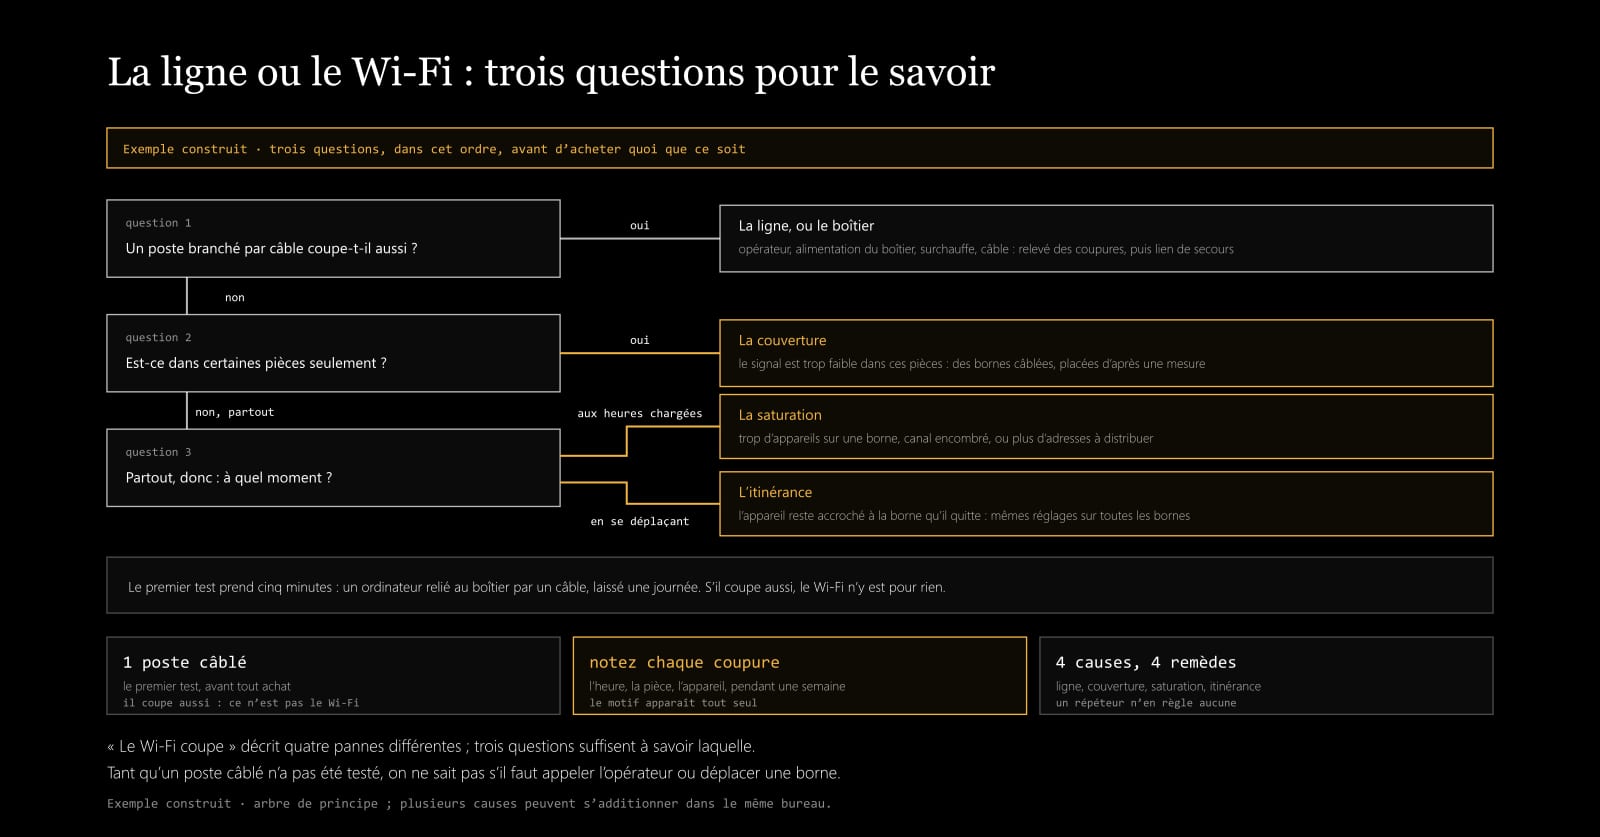 La ligne ou le Wi-Fi : trois questions pour le savoir
Exemple construit · trois questions, dans cet ordre, avant d’acheter quoi que ce soit
question 1
Un poste branché par câble coupe-t-il aussi ?
oui
La ligne, ou le boîtier
opérateur, alimentation du boîtier, surchauffe, câble : relevé des coupures, puis lien de secours
non
question 2
Est-ce dans certaines pièces seulement ?
oui
La couverture
le signal est trop faible dans ces pièces : des bornes câblées, placées d’après une mesure
non, partout
question 3
Partout, donc : à quel moment ?
aux heures chargées
La saturation
trop d’appareils sur une borne, canal encombré, ou plus d’adresses à distribuer
en se déplaçant
L’itinérance
l’appareil reste accroché à la borne qu’il quitte : mêmes réglages sur toutes les bornes
Le premier test prend cinq minutes : un ordinateur relié au boîtier par un câble, laissé une journée. S’il coupe aussi, le Wi-Fi n’y est pour rien.
1 poste câblé
le premier test, avant tout achat
il coupe aussi : ce n’est pas le Wi-Fi
notez chaque coupure
l’heure, la pièce, l’appareil, pendant une semaine
le motif apparaît tout seul
4 causes, 4 remèdes
ligne, couverture, saturation, itinérance
un répéteur n’en règle aucune
« Le Wi-Fi coupe » décrit quatre pannes différentes ; trois questions suffisent à savoir laquelle.
Tant qu’un poste câblé n’a pas été testé, on ne sait pas s’il faut appeler l’opérateur ou déplacer une borne.
Exemple construit · arbre de principe ; plusieurs causes peuvent s’additionner dans le même bureau.